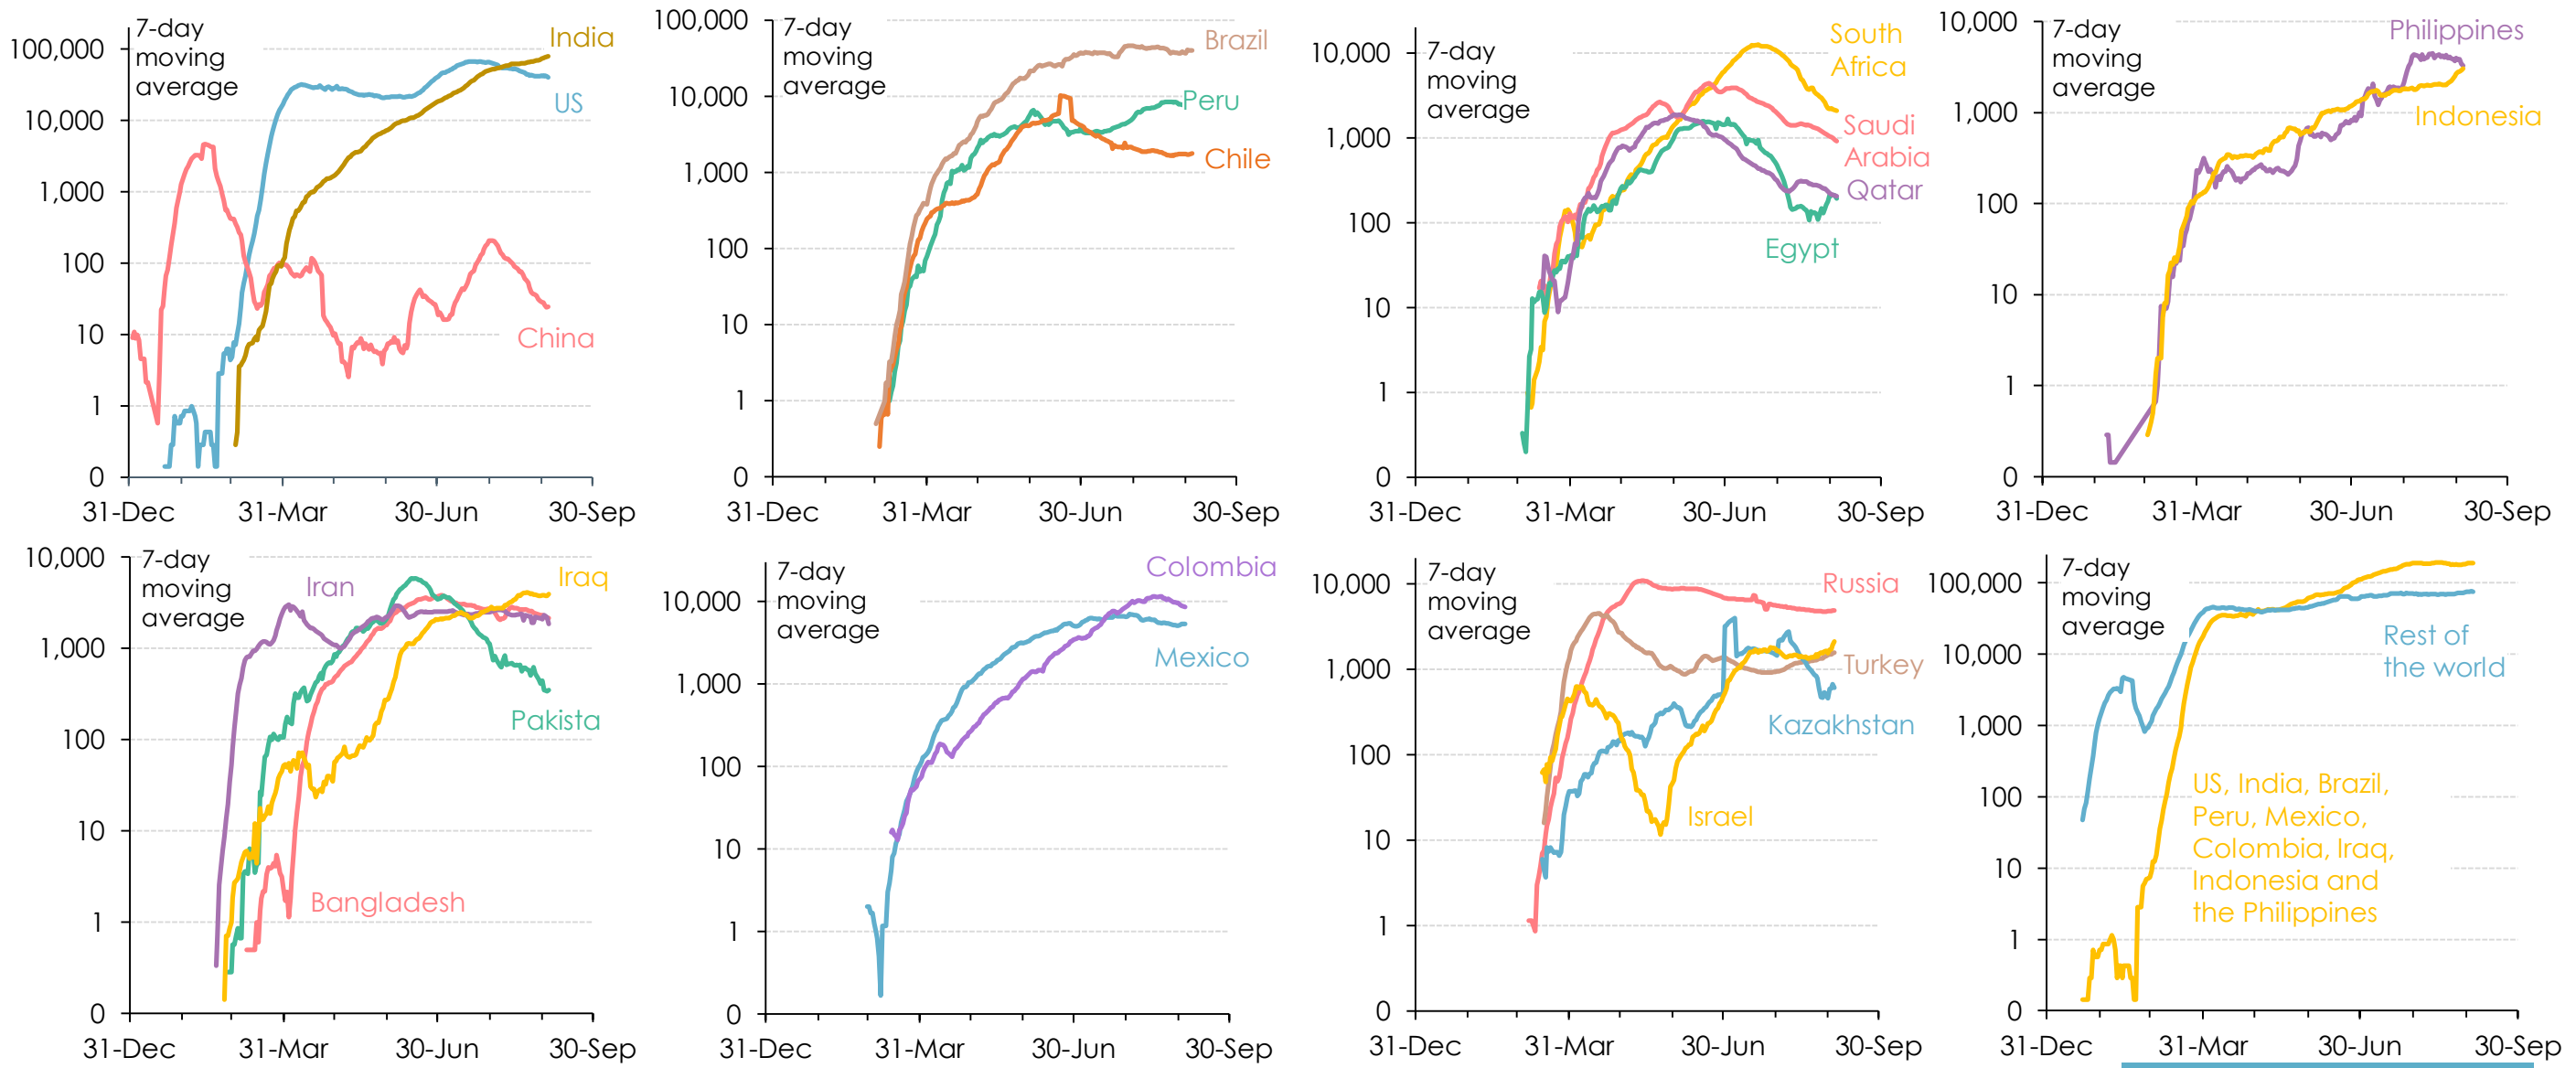 7-day
moving
average
India
US
China
100,000
10,000
1,000
100
10
1
0
31-Dec
31-Mar
30-Jun
30-Sep
7-day
moving
average
Brazil
Peru
Chile
100,000
10,000
1,000
100
10
1
0
31-Dec
31-Mar
30-Jun
30-Sep
7-day
moving
average
South
Africa
Saudi
Arabia
Qatar
Egypt
10,000
1,000
100
10
1
0
31-Dec
31-Mar
30-Jun
30-Sep
7-day
moving
average
Philippines
Indonesia
10,000
1,000
100
10
1
0
31-Dec
31-Mar
30-Jun
30-Sep
7-day
moving
average
Iran
Iraq
Pakista
Bangladesh
10,000
1,000
100
10
1
0
31-Dec
31-Mar
30-Jun
30-Sep
7-day
moving
average
Colombia
Mexico
10,000
1,000
100
10
1
0
31-Dec
31-Mar
30-Jun
30-Sep
7-day
moving
average
Russia
Turkey
Kazakhstan
Israel
10,000
1,000
100
10
1
0
31-Dec
31-Mar
30-Jun
30-Sep
7-day
moving
average
Rest of
the world
US, India, Brazil,
Peru, Mexico,
Colombia, Iraq,
Indonesia and
the Philippines
100,000
10,000
1,000
100
10
1
0
31-Dec
31-Mar
30-Jun
30-Sep